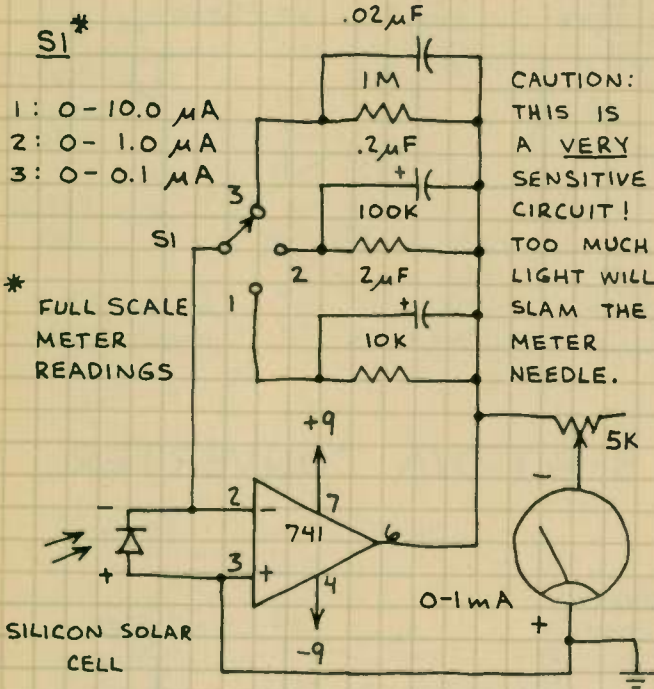 S1*
1: 0-10.0 μA
2: 0-1.0 μA
3: 0-0.1 μA
* FULL SCALE
METER
READINGS
.02μF
1M
.2μF
+
100K
2μF
+
10K
S1
3
2
1
CAUTION:
THIS IS
A VERY
SENSITIVE
CIRCUIT!
TOO MUCH
LIGHT WILL
SLAM THE
METER
NEEDLE.
+9
7
5K
-
2
-
741
6
-
3
+
4
+
-9
0-1mA
+
SILICON SOLAR
CELL